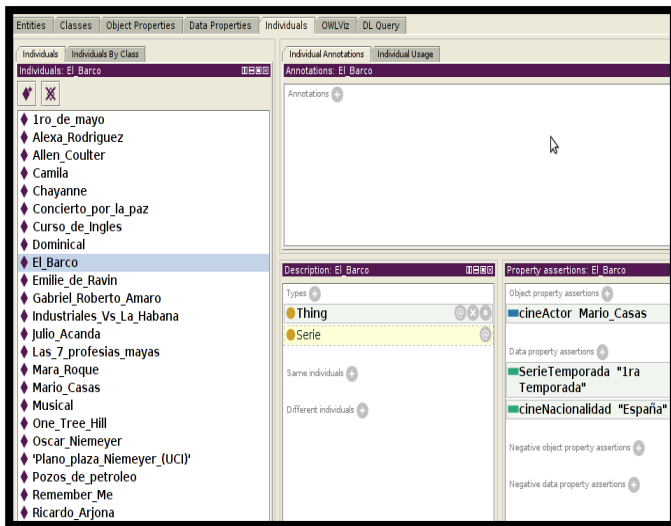 Entities Classes Object Properties Data Properties Individuals OWLViz DL Query
Individuals Individuals By Class
Individuals: El_Barco
1ro_de_mayo
Alexa_Rodriguez
Allen_Coulter
Camila
Chayanne
Concierto_por_la_paz
Curso_de_Ingles
Dominical
El_Barco
Emilie_de_Ravin
Gabriel_Roberto_Amaro
Industriales_Vs_La_Habana
Julio_Acanda
Las_7_profesias_mayas
Mara_Roque
Mario_Casas
Musical
One_Tree_Hill
Oscar_Niemeyer
'Plano_plaza_Niemeyer_(UCI)'
Pozos_de_petroleo
Remember_Me
Ricardo_Arjona
Individual Annotations Individual Usage
Annotations: El_Barco
Annotations
Description: El_Barco
Types
Thing
Serie
Same individuals
Different individuals
Property assertions: El_Barco
Object property assertions
cineActor Mario_Casas
Data property assertions
SerieTemporada "1ra
Temporada"
cineNacionalidad "España"
Negative object property assertions
Negative data property assertions